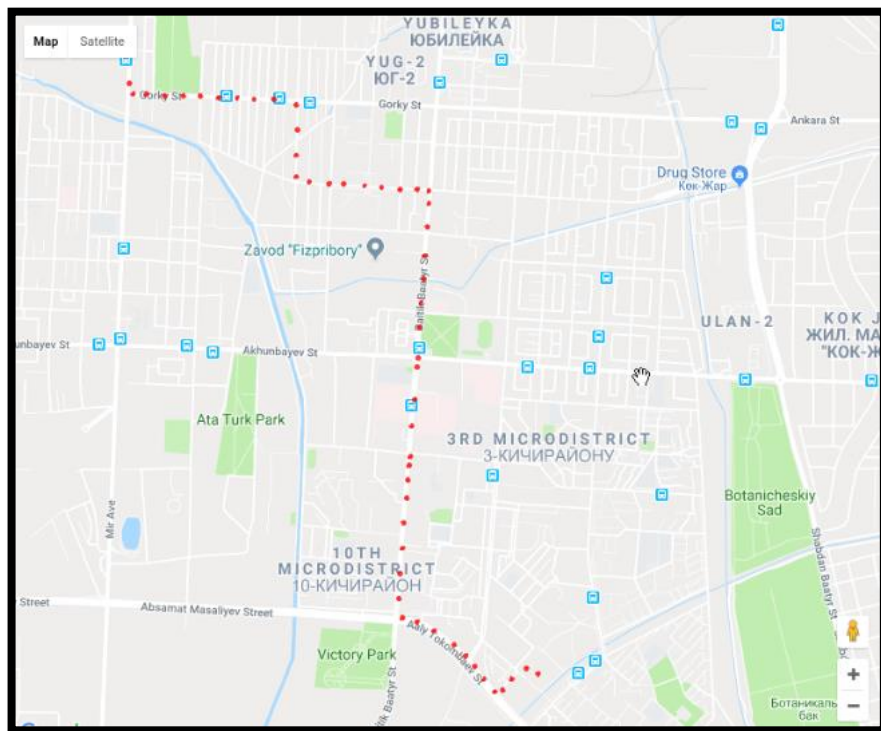 YUBILEYKA
ЮБИЛЕЙКА
Map Satellite
YUG-2
ЮГ-2
Gorky St
Gorky St
Ankara St
Drug Store
Кок-Жар
Zavod "Fizpribory"
Baitik Baatyr St
ULAN-2
KOK J
ЖИЛ. МА
"КОК-Ж
unbayev St
Akhunbayev St
Ata Turk Park
3RD MICRODISTRICT
3-КИЧИРАЙОНУ
Botanicheskiy
Sad
Mir Ave
10TH
MICRODISTRICT
10-КИЧИРАЙОН
Shabdan Baatyr St
Street
Absamat Masaliyev Street
Aaly Tokombaev St
Victory Park
tik Baatyr St
Ботаникаль
бак